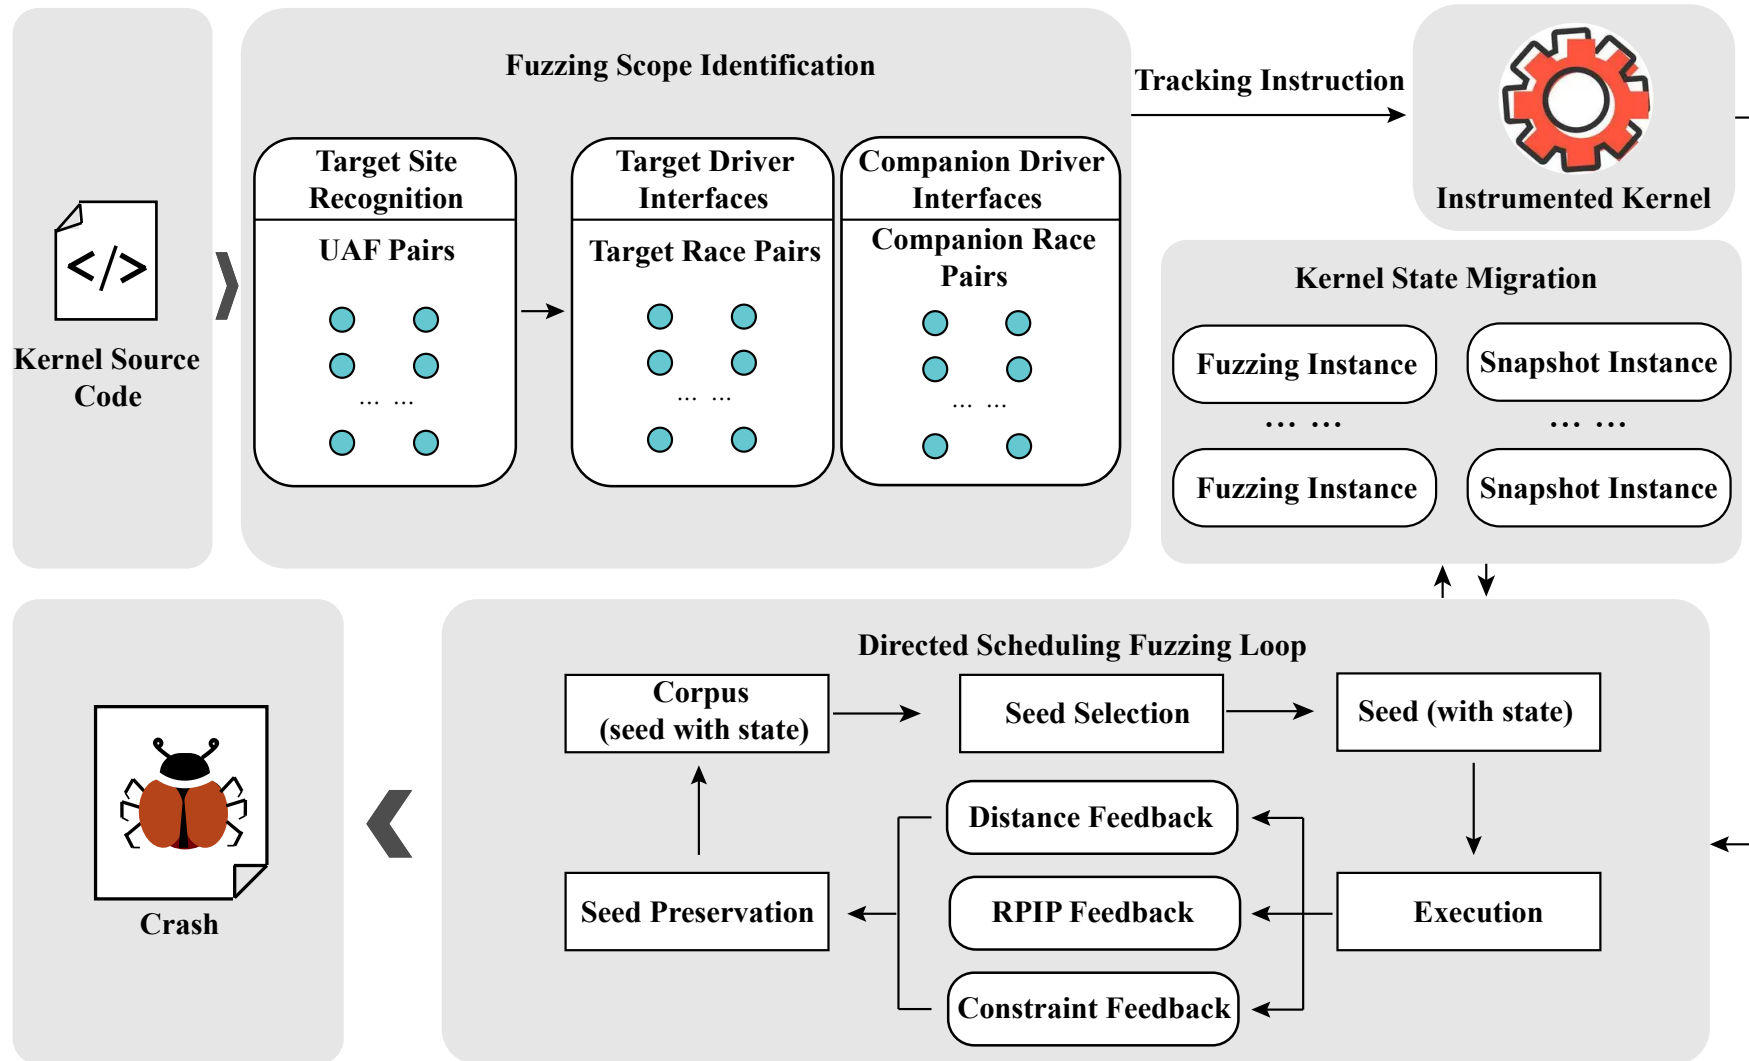 Kernel Source
Code
</>
Fuzzing Scope Identification
Target Site
Recognition
UAF Pairs
... ...
Target Driver
Interfaces
Target Race Pairs
... ...
Companion Driver
Interfaces
Companion Race
Pairs
... ...
Tracking Instruction
Instrumented Kernel
Kernel State Migration
Fuzzing Instance
Snapshot Instance
... ...
... ...
Fuzzing Instance
Snapshot Instance
Directed Scheduling Fuzzing Loop
Corpus
(seed with state)
Seed Selection
Seed (with state)
Distance Feedback
Seed Preservation
RPIP Feedback
Execution
Constraint Feedback
Crash